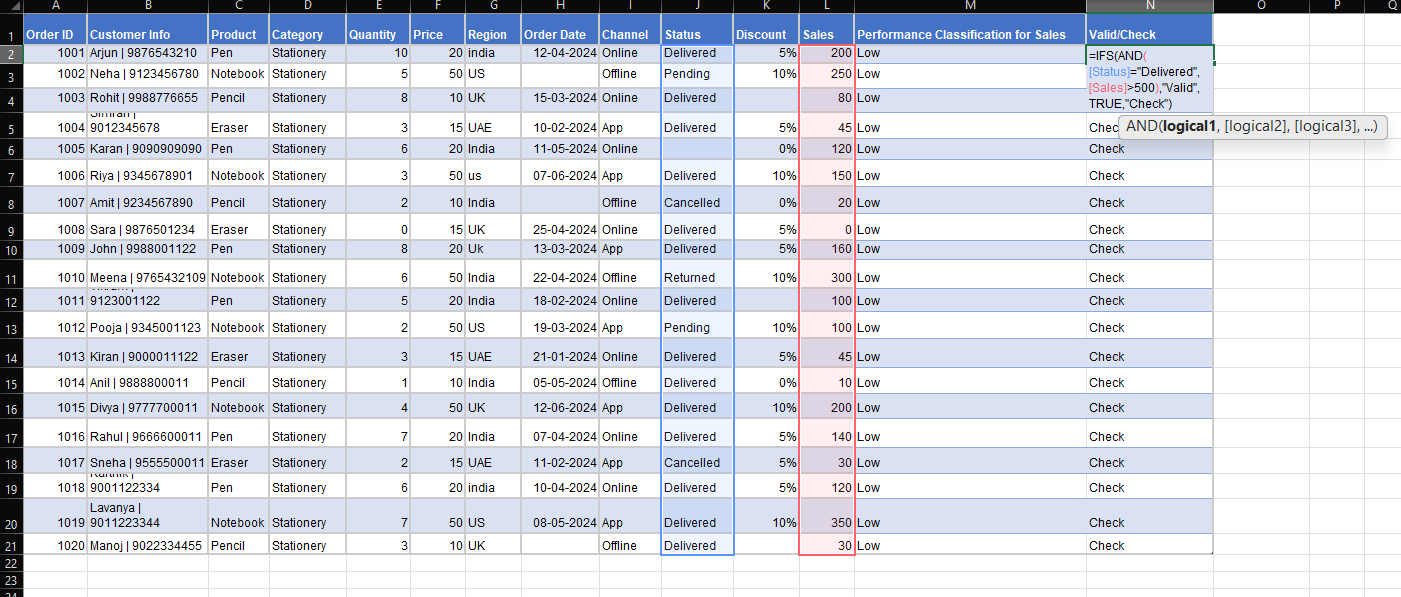 A B C D E F G H I J K L M N O P Q
1 Order ID Customer Info Product Category Quantity Price Region Order Date Channel Status Discount Sales Performance Classification for Sales Valid/Check
2 1001 Arjun | 9876543210 Pen Stationery 10 20 india 12-04-2024 Online Delivered 5% 200 Low =IFS(AND(
[Status]="Delivered",
[Sales]>500),"Valid",
TRUE,"Check")
3 1002 Neha | 9123456780 Notebook Stationery 5 50 US Offline Pending 10% 250 Low
4 1003 Rohit | 9988776655 Pencil Stationery 8 10 UK 15-03-2024 Online Delivered 80 Low
5 1004 9012345678 Eraser Stationery 3 15 UAE 10-02-2024 App Delivered 5% 45 Low Chec
AND(logical1, [logical2], [logical3], ...)
6 1005 Karan | 9090909090 Pen Stationery 6 20 India 11-05-2024 Online 0% 120 Low Check
7 1006 Riya | 9345678901 Notebook Stationery 3 50 us 07-06-2024 App Delivered 10% 150 Low Check
8 1007 Amit | 9234567890 Pencil Stationery 2 10 India Offline Cancelled 0% 20 Low Check
9 1008 Sara | 9876501234 Eraser Stationery 0 15 UK 25-04-2024 Online Delivered 5% 0 Low Check
10 1009 John | 9988001122 Pen Stationery 8 20 Uk 13-03-2024 App Delivered 5% 160 Low Check
11 1010 Meena | 9765432109 Notebook Stationery 6 50 India 22-04-2024 Offline Returned 10% 300 Low Check
12 1011 9123001122 Pen Stationery 5 20 India 18-02-2024 Online Delivered 100 Low Check
13 1012 Pooja | 9345001123 Notebook Stationery 2 50 US 19-03-2024 App Pending 10% 100 Low Check
14 1013 Kiran | 9000011122 Eraser Stationery 3 15 UAE 21-01-2024 Online Delivered 5% 45 Low Check
15 1014 Anil | 9888800011 Pencil Stationery 1 10 India 05-05-2024 Offline Delivered 0% 10 Low Check
16 1015 Divya | 9777700011 Notebook Stationery 4 50 UK 12-06-2024 App Delivered 10% 200 Low Check
17 1016 Rahul | 9666600011 Pen Stationery 7 20 India 07-04-2024 Online Delivered 5% 140 Low Check
18 1017 Sneha | 9555500011 Eraser Stationery 2 15 UAE 11-02-2024 App Cancelled 5% 30 Low Check
19 1018 9001122334 Pen Stationery 6 20 india 10-04-2024 Online Delivered 5% 120 Low Check
Lavanya |
20 1019 9011223344 Notebook Stationery 7 50 US 08-05-2024 App Delivered 10% 350 Low Check
21 1020 Manoj | 9022334455 Pencil Stationery 3 10 UK Offline Delivered 30 Low Check
22
23